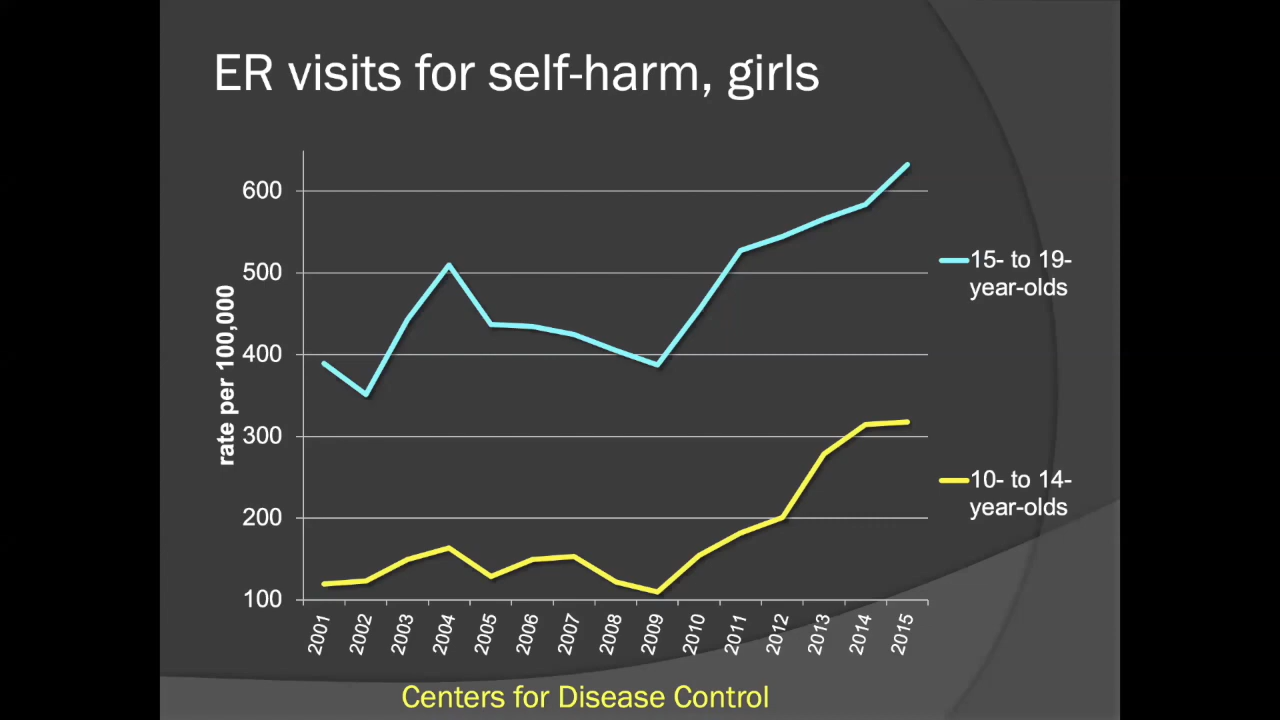 ER visits for self-harm, girls
rate per 100,000
600
500
400
300
200
100
15- to 19-
year-olds
10- to 14-
year-olds
2001 2002 2003 2004 2005 2006 2007 2008 2009 2010 2011 2012 2013 2014 2015
Centers for Disease Control